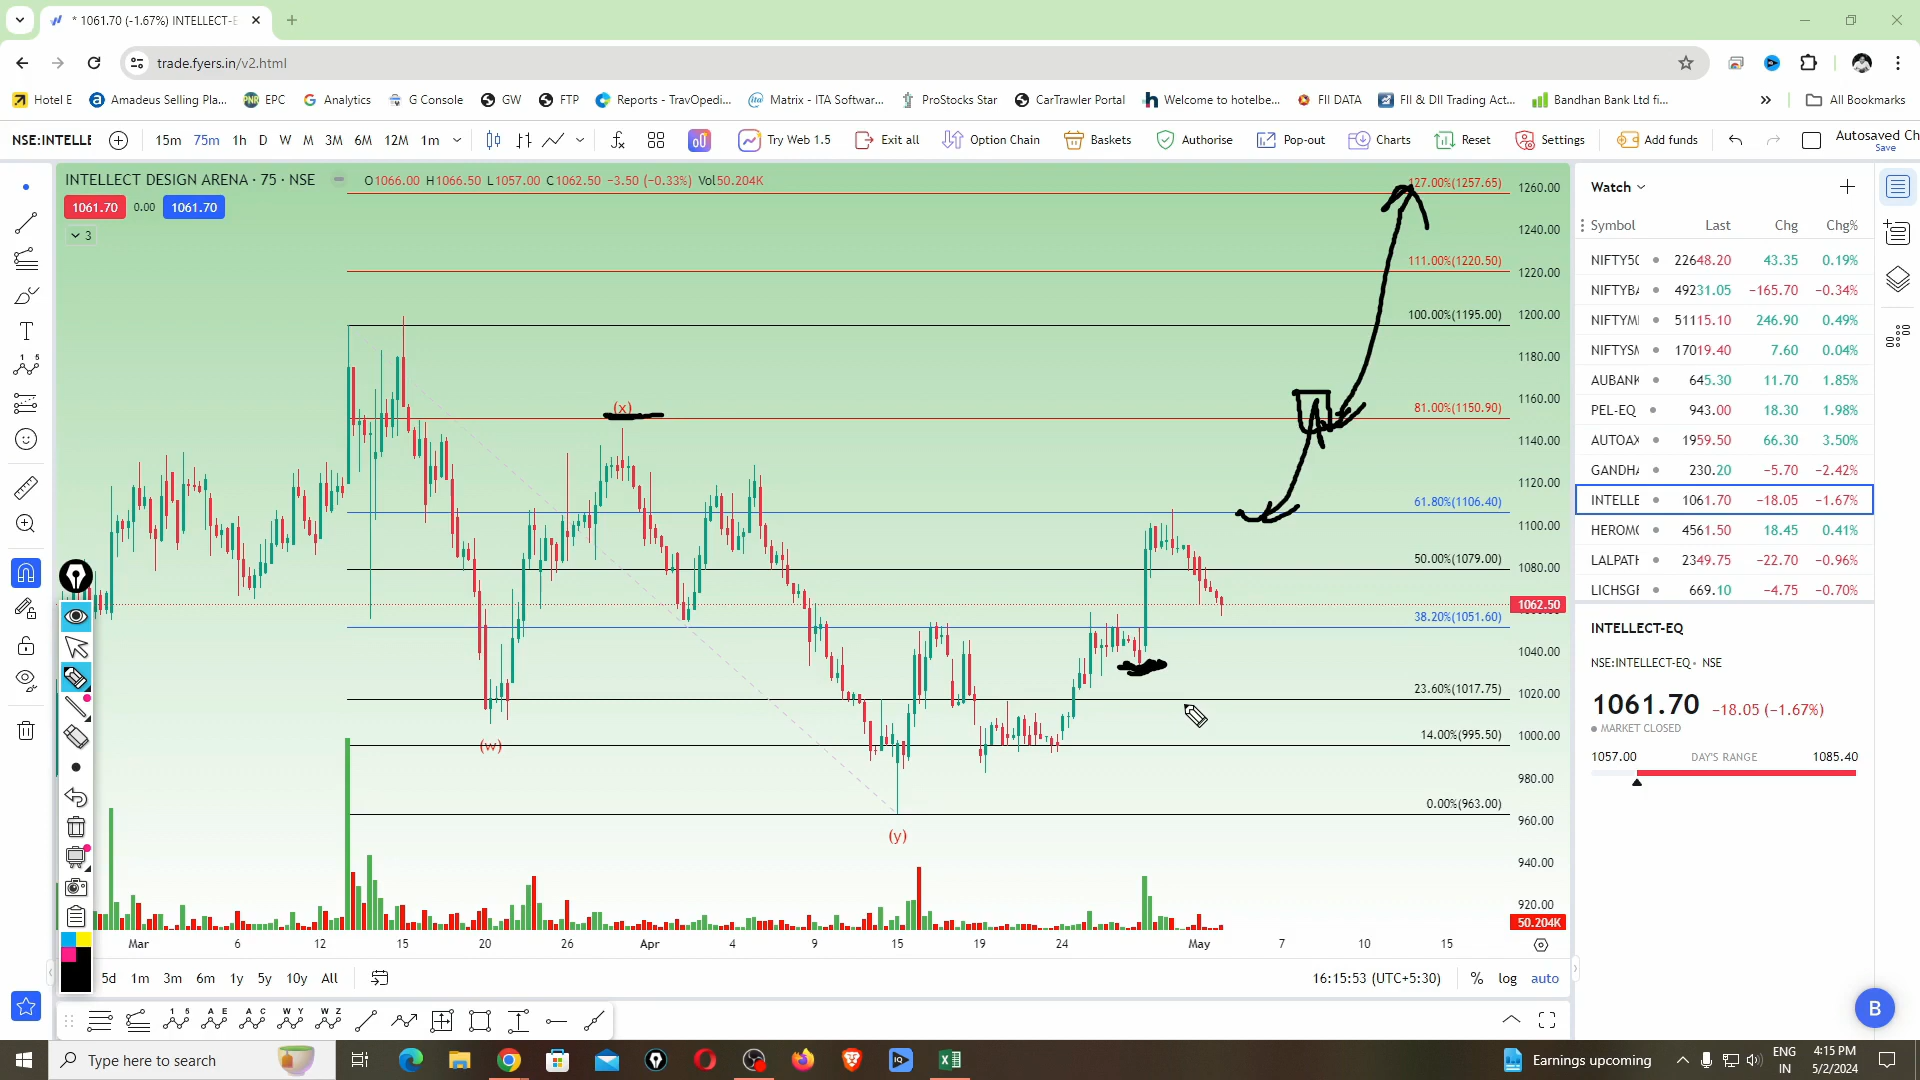 * 1061.70 (-1.67%) INTELLECT-E
trade.fyers.in/v2.html
Hotel E
Amadeus Selling Pla...
EPC
Analytics
G Console
GW
FTP
Reports - TravOpedi...
Matrix - ITA Softwar...
ProStocks Star
CarTrawler Portal
Welcome to hotelbe...
FII DATA
FII & DII Trading Act...
Bandhan Bank Ltd fi...
All Bookmarks
NSE:INTELLE
15m 75m 1h D W M 3M 6M 12M 1m
Try Web 1.5
Exit all
Option Chain
Baskets
Authorise
Pop-out
Charts
Reset
Settings
Add funds
Autosaved Ch
Save
INTELLECT DESIGN ARENA · 75 · NSE
O1066.00 H1066.50 L1057.00 C1062.50 −3.50 (−0.33%) Vol50.204K
1061.70 0.00 1061.70
3
127.00%(1257.65)
111.00%(1220.50)
100.00%(1195.00)
81.00%(1150.90)
61.80%(1106.40)
50.00%(1079.00)
38.20%(1051.60)
23.60%(1017.75)
14.00%(995.50)
0.00%(963.00)
(x)
(w)
(y)
1260.00
1240.00
1220.00
1200.00
1180.00
1160.00
1140.00
1120.00
1100.00
1080.00
1062.50
1040.00
1020.00
1000.00
980.00
960.00
940.00
920.00
50.204K
Mar 6 12 15 20 26 Apr 4 9 15 19 24 May 7 10 15
5d 1m 3m 6m 1y 5y 10y All
16:15:53 (UTC+5:30) % log auto
Watch
Symbol Last Chg Chg%
NIFTY50 22648.20 43.35 0.19%
NIFTYBA 49231.05 −165.70 −0.34%
NIFTYMI 51115.10 246.90 0.49%
NIFTYSM 17019.40 7.60 0.04%
AUBANK 645.30 11.70 1.85%
PEL-EQ 943.00 18.30 1.98%
AUTOAX 1959.50 66.30 3.50%
GANDHA 230.20 −5.70 −2.42%
INTELLE 1061.70 −18.05 −1.67%
HEROMO 4561.50 18.45 0.41%
LALPATH 2349.75 −22.70 −0.96%
LICHSGF 669.10 −4.75 −0.70%
INTELLECT-EQ
NSE:INTELLECT-EQ • NSE
1061.70 −18.05 (−1.67%)
MARKET CLOSED
1057.00 DAY'S RANGE 1085.40
B
Type here to search
Earnings upcoming
ENG
IN
4:15 PM
5/2/2024